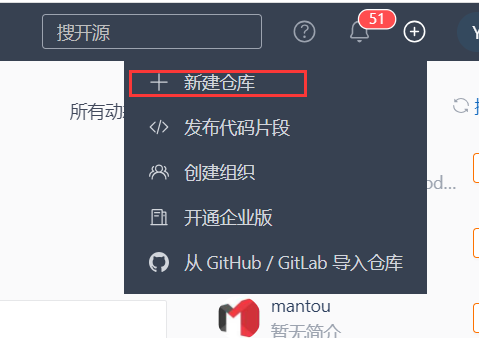 搜开源
51
Y
所有动
新建仓库
发布代码片段
创建组织
od...
开通企业版
从 GitHub / GitLab 导入仓库
mantou
暂无简介